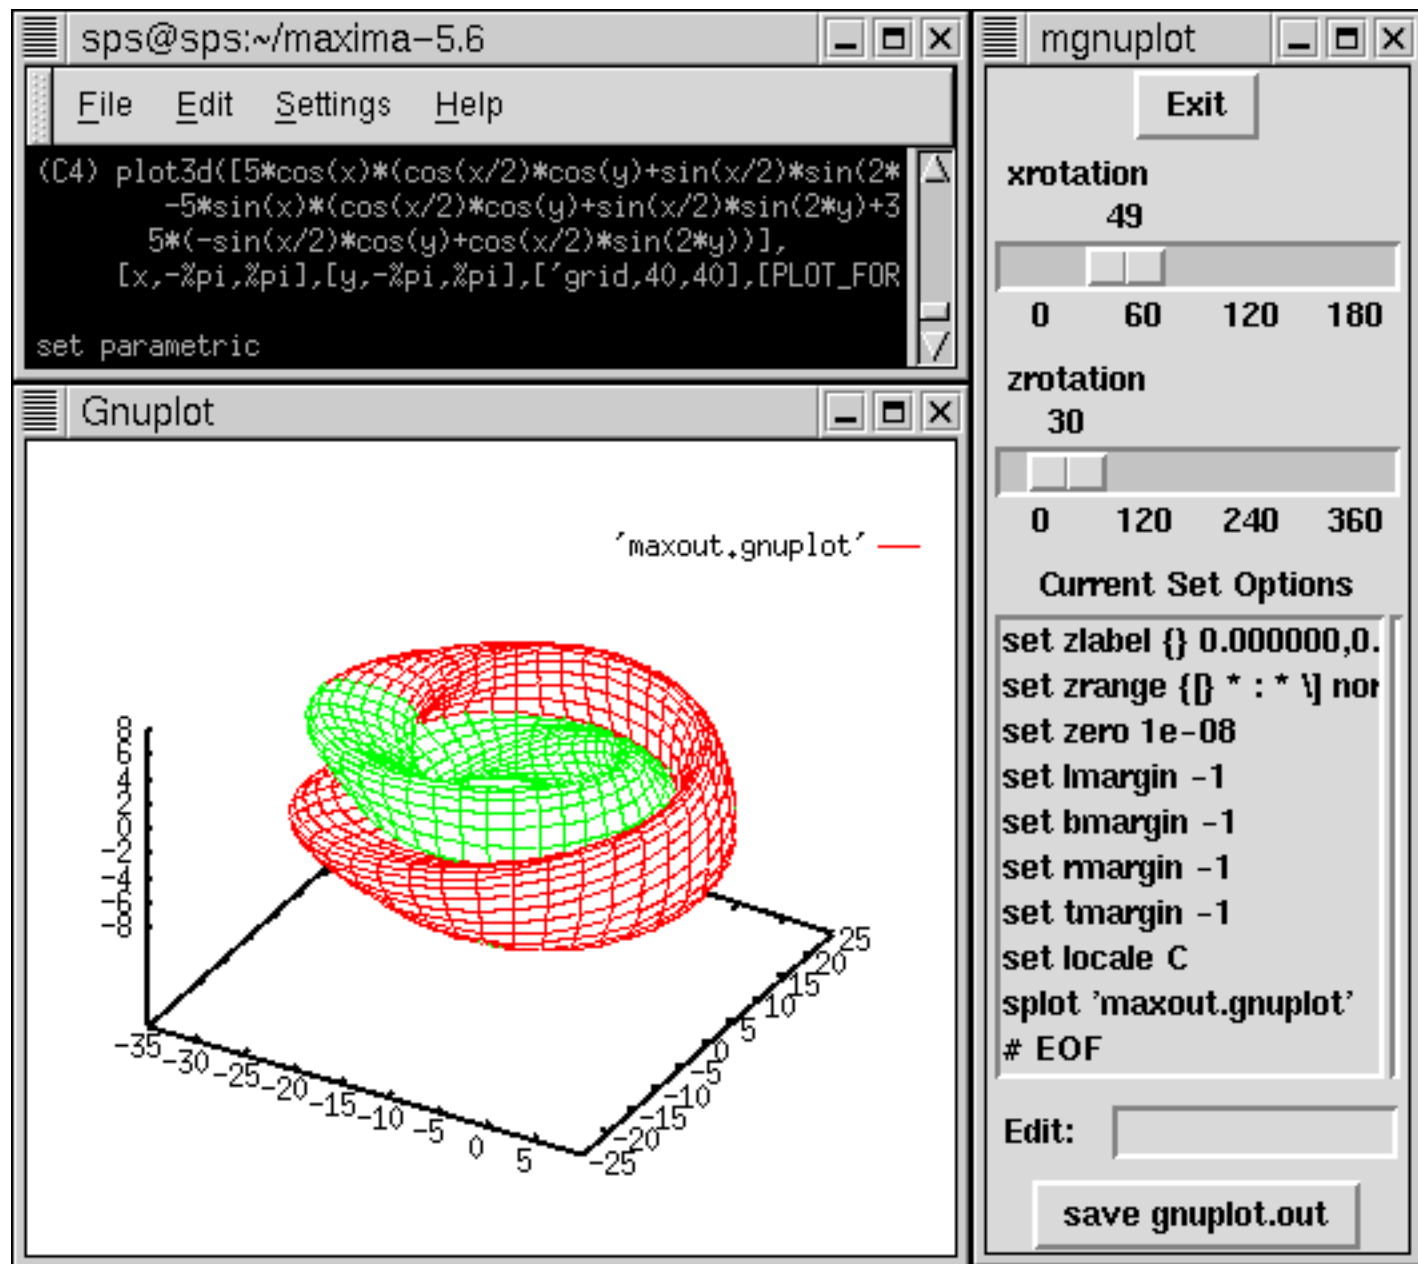 sps@sps:~/maxima-5.6
File Edit Settings Help
(C4) plot3d([5*cos(x)*(cos(x/2)*cos(y)+sin(x/2)*sin(2*
-5*sin(x)*(cos(x/2)*cos(y)+sin(x/2)*sin(2*y)+3
5*(-sin(x/2)*cos(y)+cos(x/2)*sin(2*y))],
[x,-%pi,%pi],[y,-%pi,%pi],['grid,40,40],[PLOT_FOR
set parametric
Gnuplot
'maxout.gnuplot'
8
6
4
2
0
-2
-4
-6
-8
-35
-30
-25
-20
-15
-10
-5
0
5
-25
-20
-15
-10
-5
0
5
10
15
20
25
mgnuplot
Exit
xrotation
49
0 60 120 180
zrotation
30
0 120 240 360
Current Set Options
set zlabel {} 0.000000,0.
set zrange {[} * : * \] nor
set zero 1e-08
set lmargin -1
set bmargin -1
set rmargin -1
set tmargin -1
set locale C
splot 'maxout.gnuplot'
# EOF
Edit:
save gnuplot.out